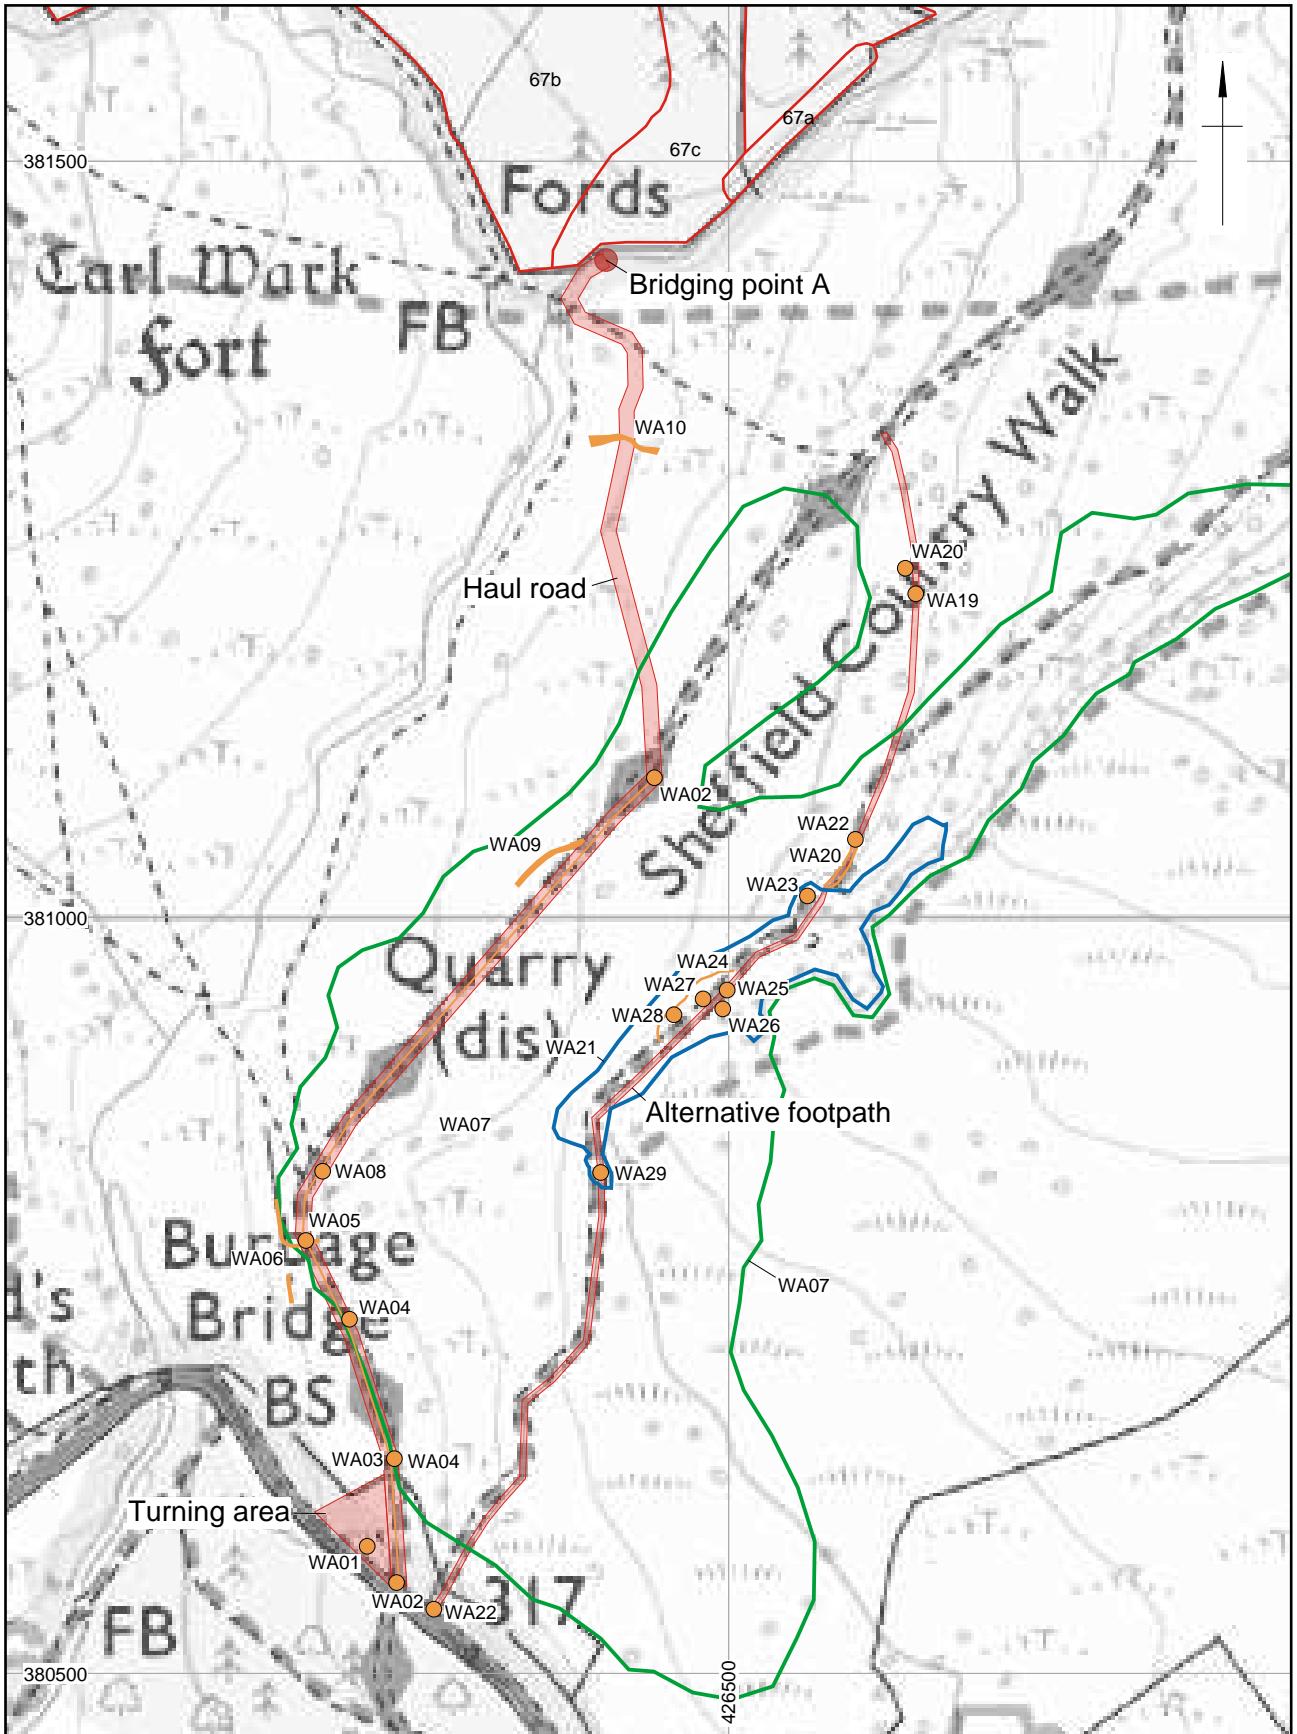 67b
67a
67c
381500
Fords
Carl Wark
Fort
FB
Bridging point A
WA10
Sheffield Country Walk
WA20
WA19
Haul road
WA02
WA09
WA22
WA20
WA23
381000
Quarry
(dis)
WA24
WA27
WA25
WA28
WA26
WA21
Alternative footpath
WA07
WA08
WA29
WA05
Burbage
WA06
WA07
Bridge
WA04
d's
th
BS
WA03
WA04
Turning area
WA01
WA02
WA22
317
FB
380500
426500